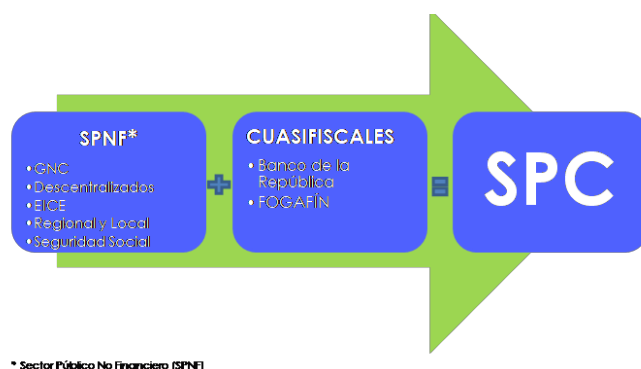 SPNF*
• GNC
• Descentralizados
• EICE
• Regional y Local
• Seguridad Social
+
CUASIFISCALES
• Banco de la
República
• FOGAFÍN
=
SPC
* Sector Público No Financiero (SPNF)